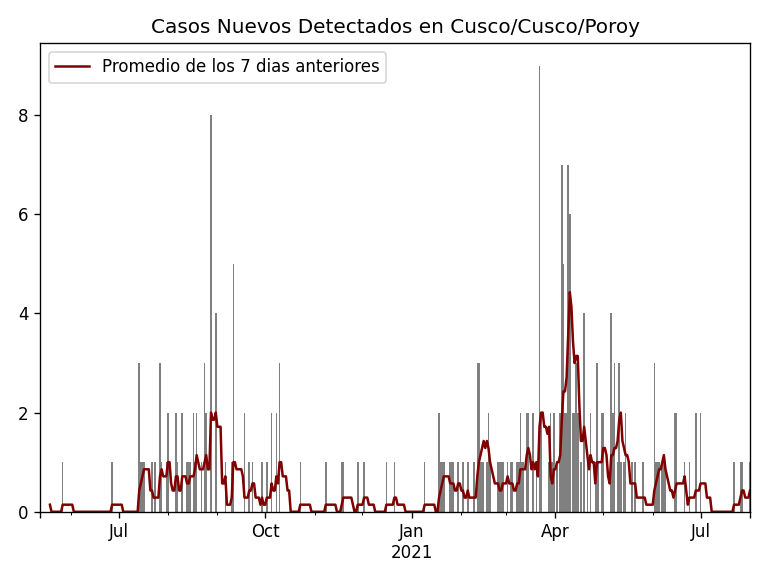 Casos Nuevos Detectados en Cusco/Cusco/Poroy
Promedio de los 7 dias anteriores
8
6
4
2
0
Jul
Oct
Jan
2021
Apr
Jul